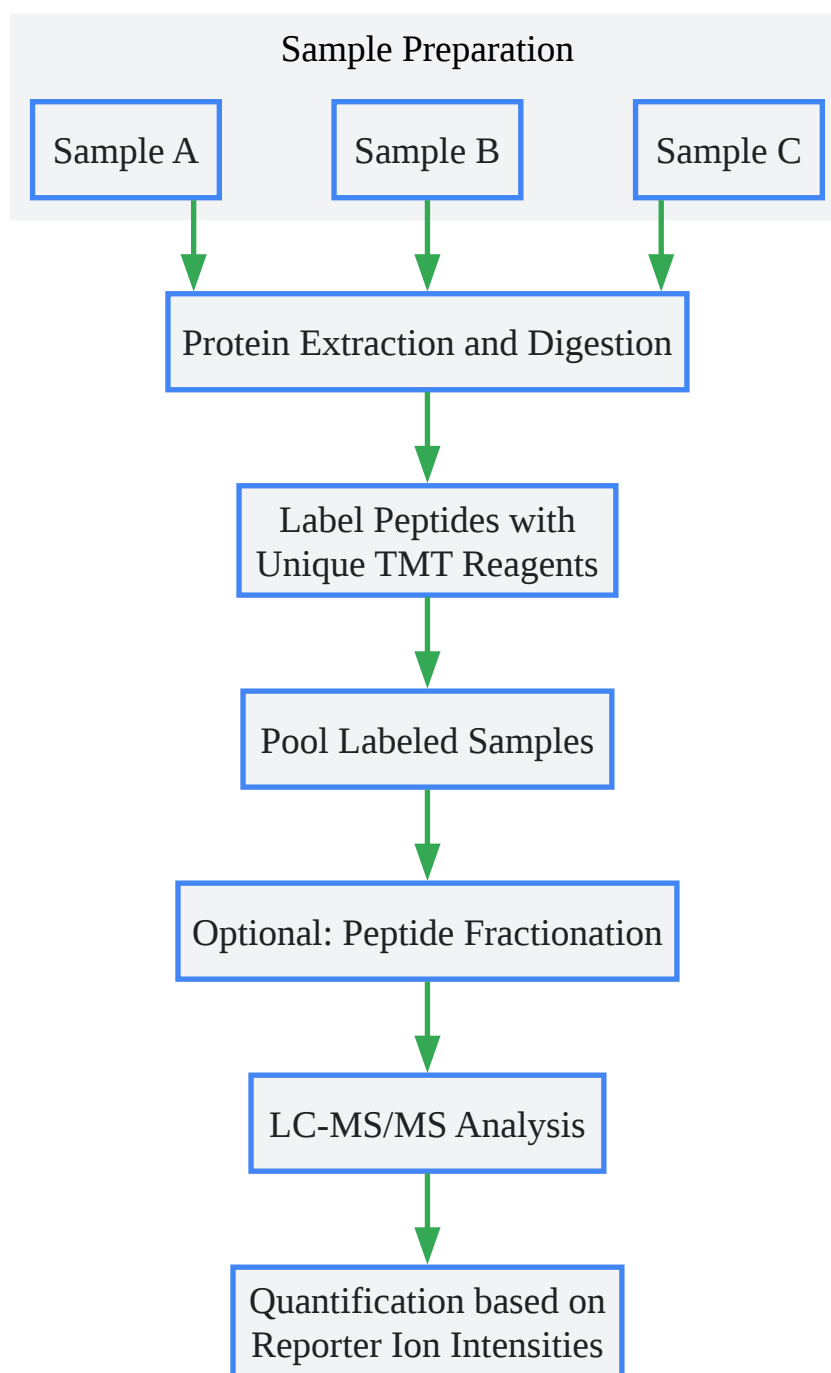 Sample Preparation
Sample A
Sample B
Sample C
Protein Extraction and Digestion
Label Peptides with
Unique TMT Reagents
Pool Labeled Samples
Optional: Peptide Fractionation
LC-MS/MS Analysis
Quantification based on
Reporter Ion Intensities